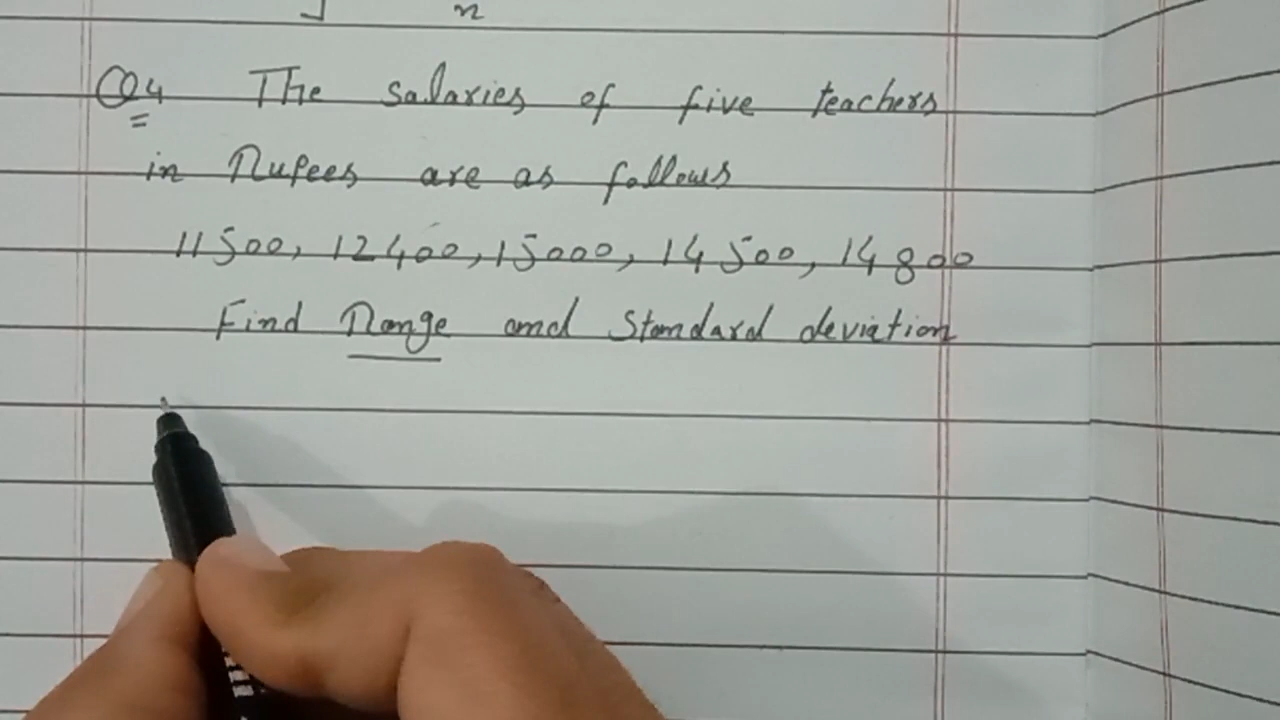 n
Q4 The salaries of five teachers
in Rupees are as follows
11500, 12400, 15000, 14500, 14800
Find Range and Standard deviation